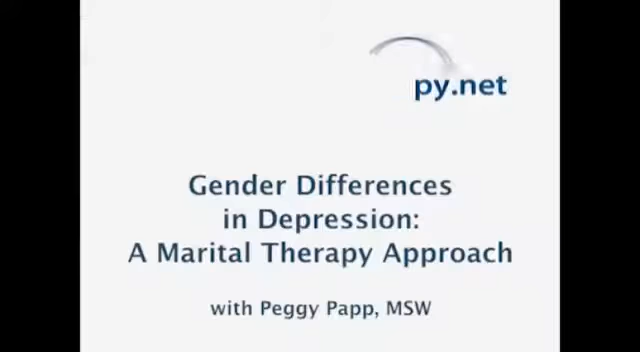 py.net
Gender Differences
in Depression:
A Marital Therapy Approach
with Peggy Papp, MSW